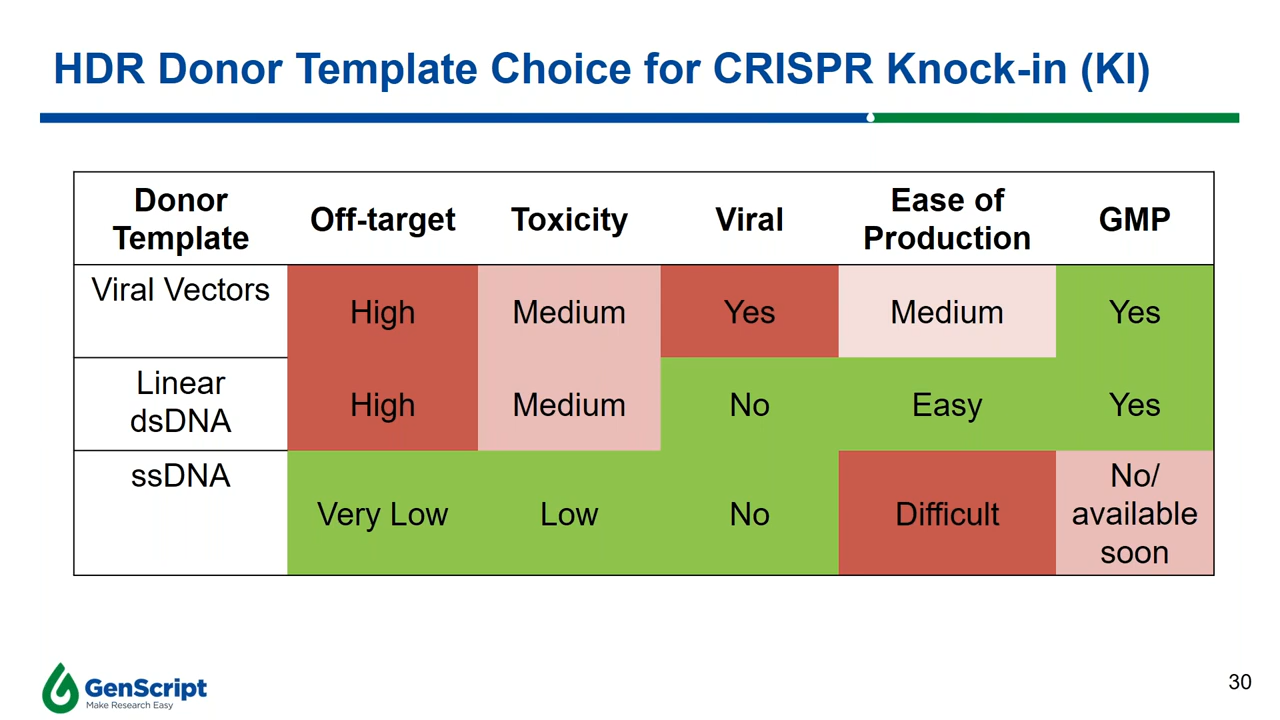 HDR Donor Template Choice for CRISPR Knock-in (KI)
Donor
Template
Off-target
Toxicity
Viral
Ease of
Production
GMP
Viral Vectors
High
Medium
Yes
Medium
Yes
Linear
dsDNA
High
Medium
No
Easy
Yes
ssDNA
Very Low
Low
No
Difficult
No/
available
soon
GenScript
Make Research Easy
30